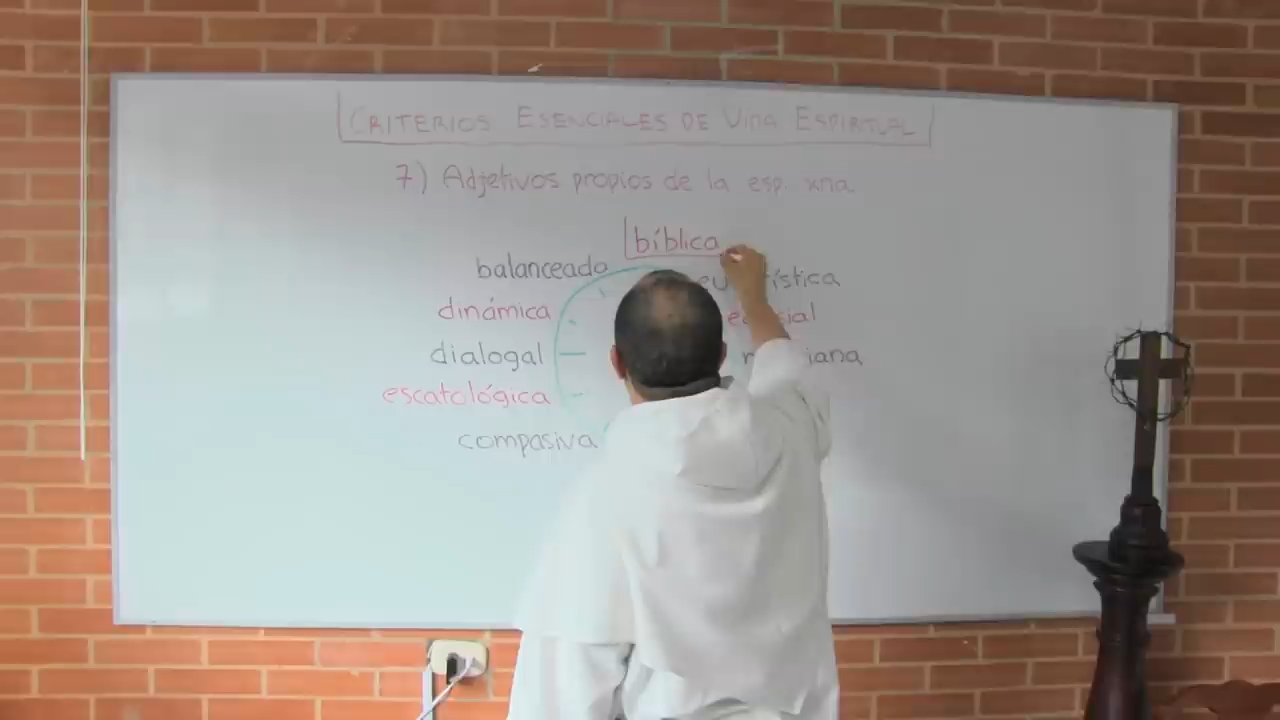 CRITERIOS ESENCIALES DE VIDA ESPIRITUAL
7) Adjetivos propios de la esp. xna
bíblica
balanceado
dinámica
dialogal
escatológica
compasiva